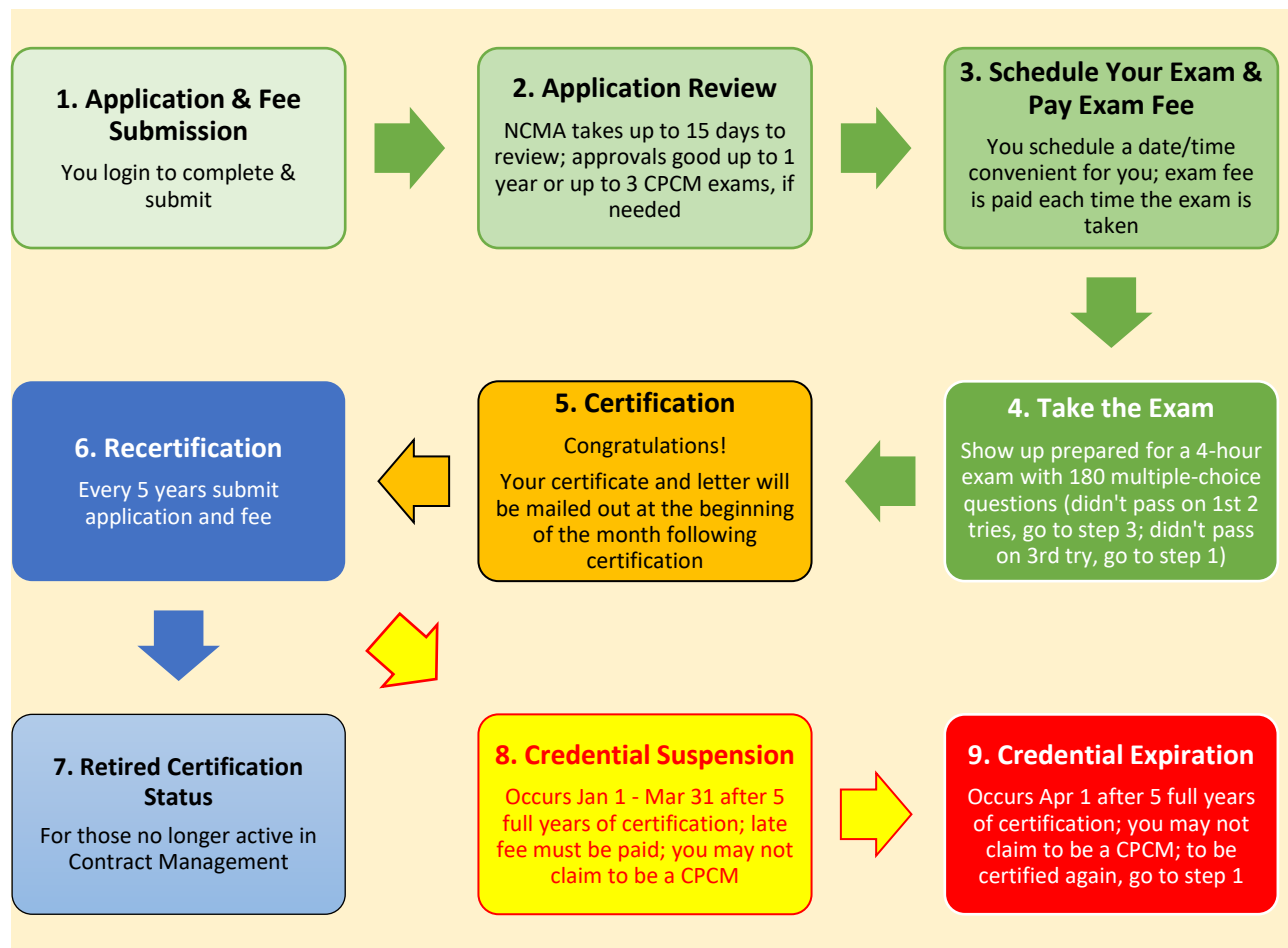 1. Application & Fee
Submission
You login to complete &
submit
2. Application Review
NCMA takes up to 15 days to
review; approvals good up to 1
year or up to 3 CPCM exams, if
needed
3. Schedule Your Exam &
Pay Exam Fee
You schedule a date/time
convenient for you; exam fee
is paid each time the exam is
taken
4. Take the Exam
Show up prepared for a 4-hour
exam with 180 multiple-choice
questions (didn't pass on 1st 2
tries, go to step 3; didn't pass
on 3rd try, go to step 1)
5. Certification
Congratulations!
Your certificate and letter will
be mailed out at the beginning
of the month following
certification
6. Recertification
Every 5 years submit
application and fee
7. Retired Certification
Status
For those no longer active in
Contract Management
8. Credential Suspension
Occurs Jan 1 - Mar 31 after 5
full years of certification; late
fee must be paid; you may not
claim to be a CPCM
9. Credential Expiration
Occurs Apr 1 after 5 full years
of certification; you may not
claim to be a CPCM; to be
certified again, go to step 1